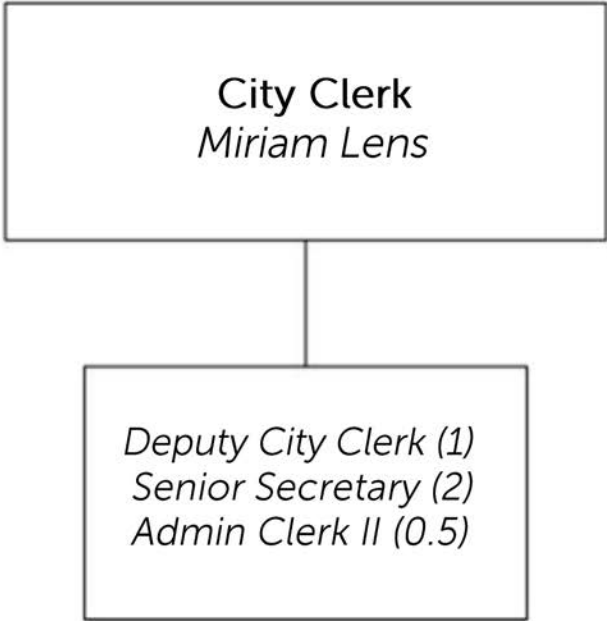 City Clerk
Miriam Lens
Deputy City Clerk (1)
Senior Secretary (2)
Admin Clerk II (0.5)